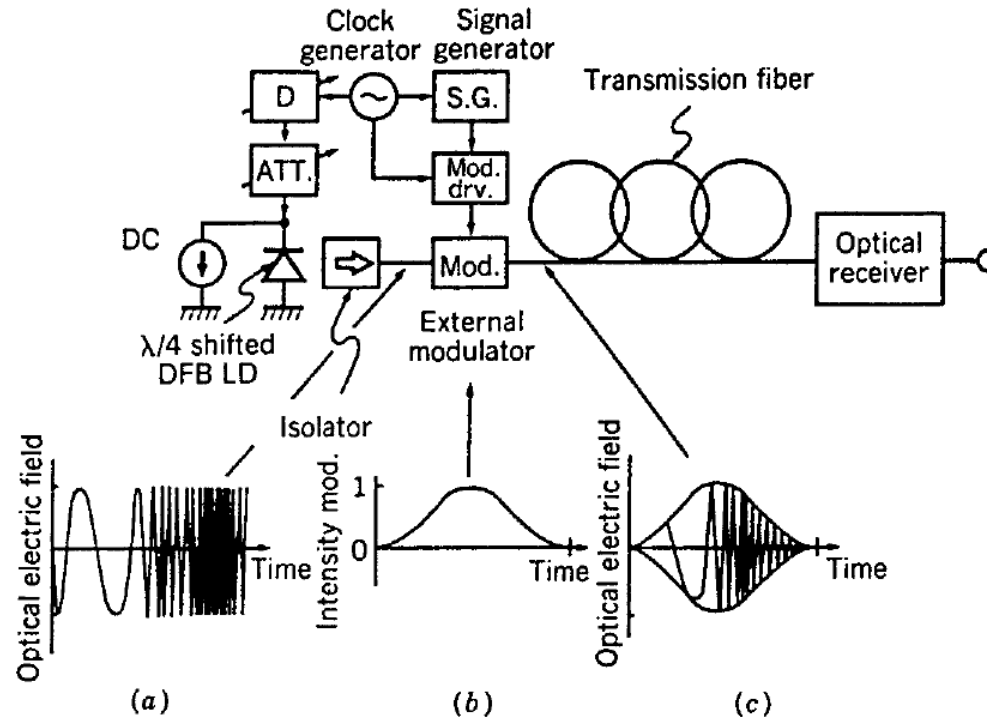 Clock
generator
Signal
generator
Transmission fiber
D
~
S.G.
ATT.
Mod.
drv.
DC
Mod.
Optical
receiver
λ/4 shifted
DFB LD
External
modulator
Isolator
Optical electric field
Time
Intensity mod.
1
0
Time
Optical electric field
Time
(a)
(b)
(c)